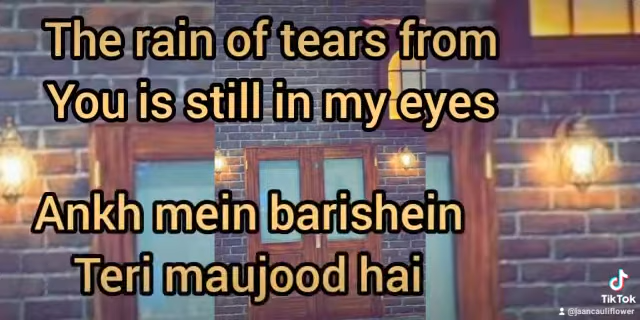 The rain of tears from
You is still in my eyes
Ankh mein barishein
Teri maujood hai
TikTok
@jaancauliflower